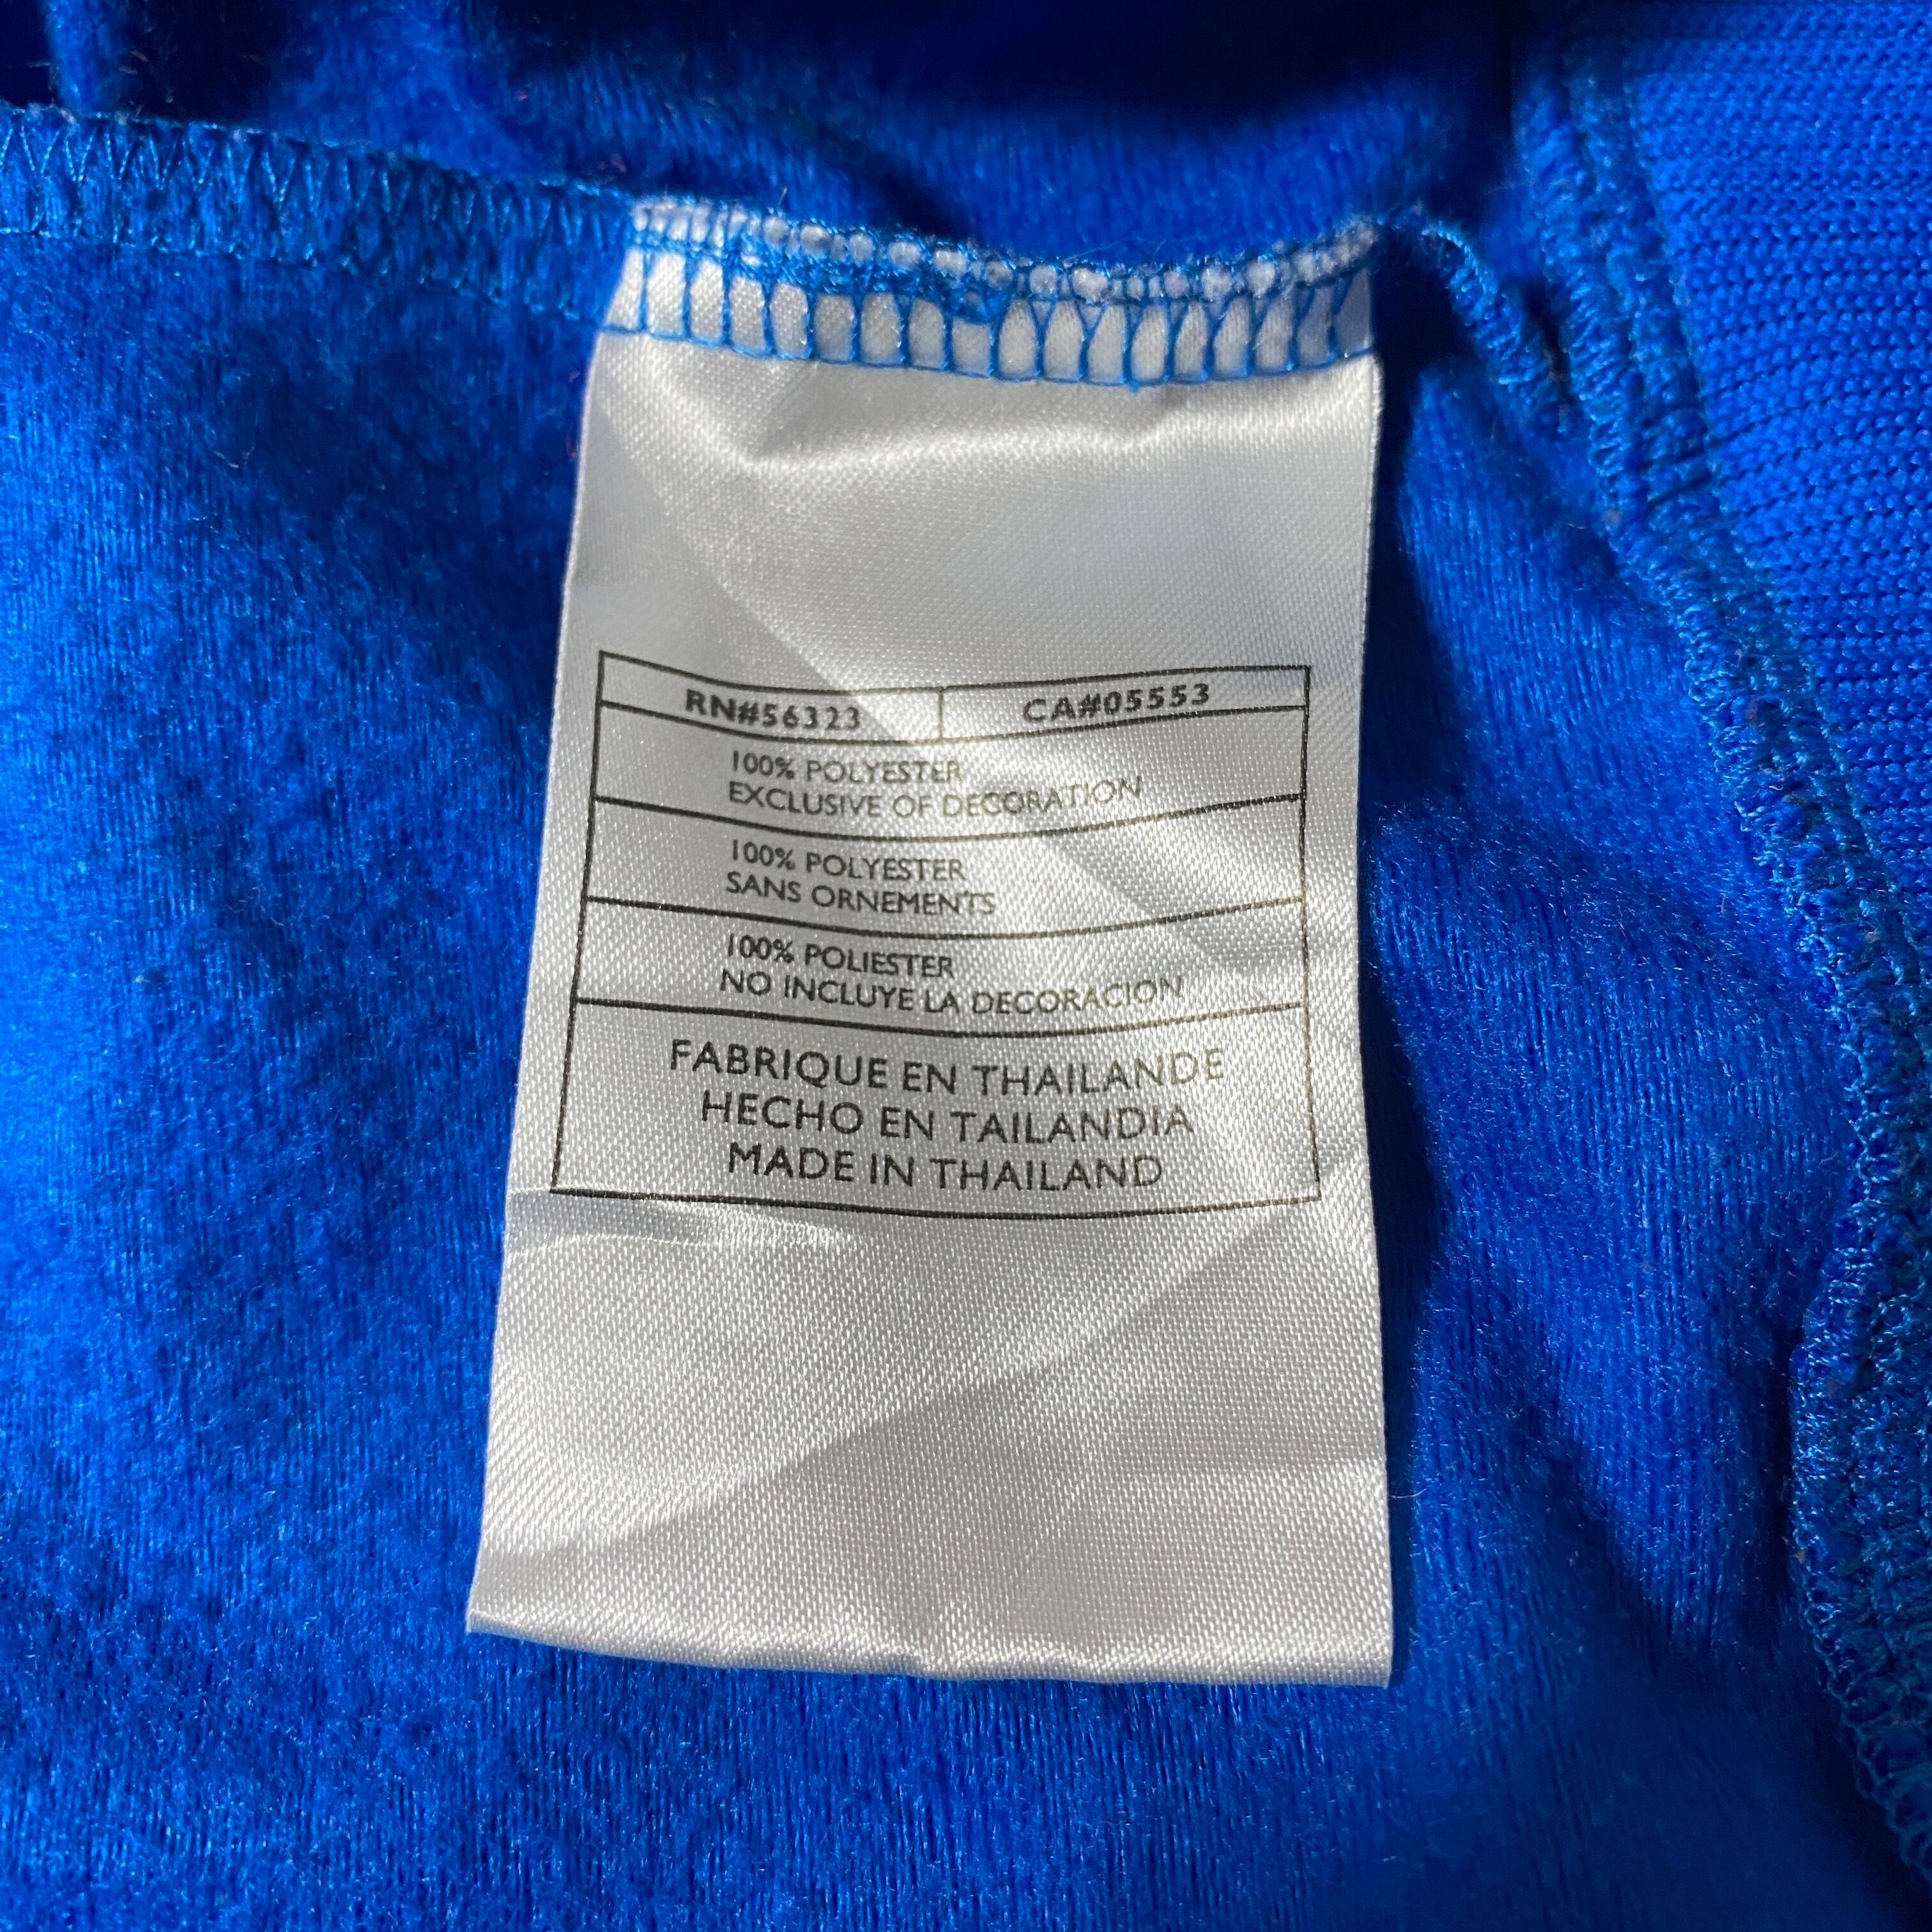 RN#56323 CA#05553
100% POLYESTER
EXCLUSIVE OF DECORATION
100% POLYESTER
SANS ORNEMENTS
100% POLIESTER
NO INCLUYE LA DECORACION
FABRIQUE EN THAILANDE
HECHO EN TAILANDIA
MADE IN THAILAND